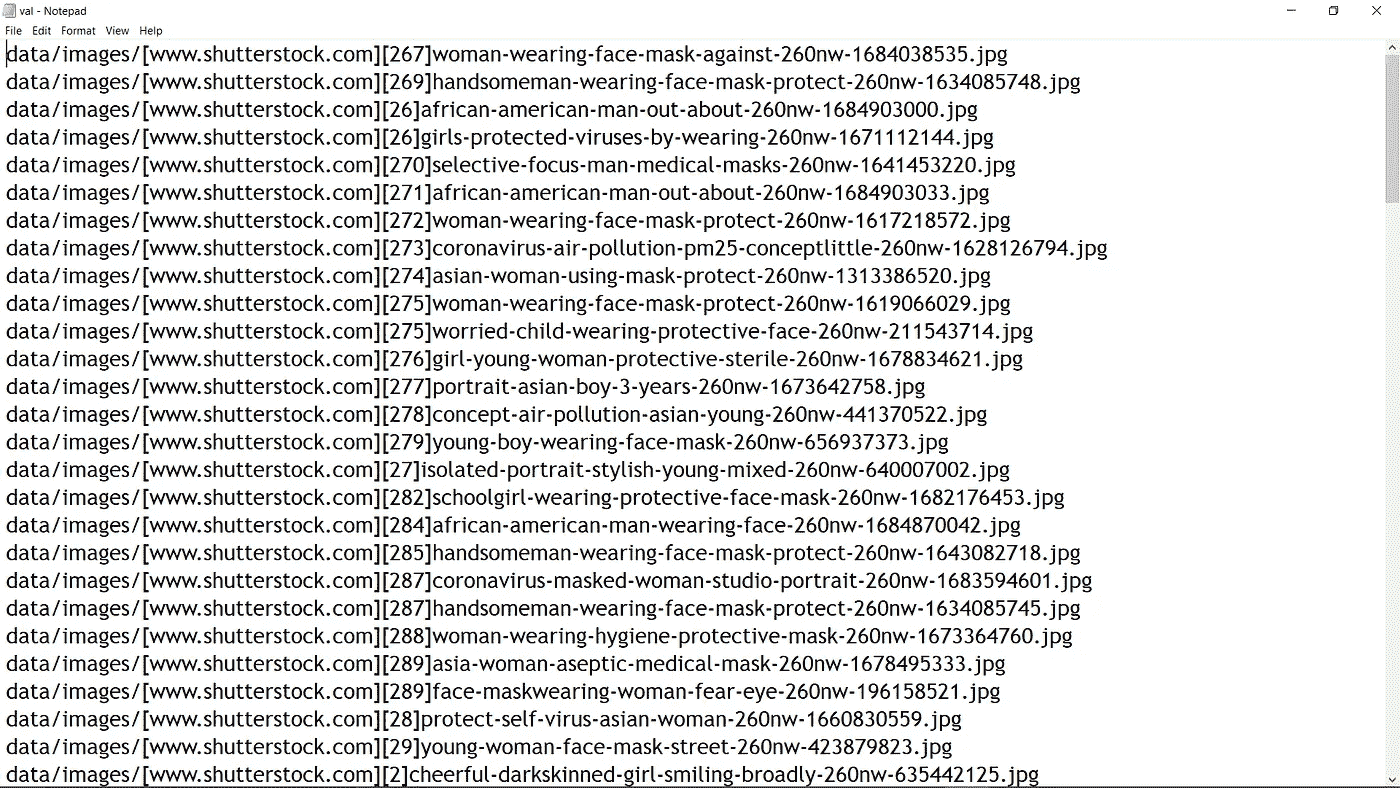 val - Notepad
File Edit Format View Help
data/images/[www.shutterstock.com][267]woman-wearing-face-mask-against-260nw-1684038535.jpg
data/images/[www.shutterstock.com][269]handsomeman-wearing-face-mask-protect-260nw-1634085748.jpg
data/images/[www.shutterstock.com][26]african-american-man-out-about-260nw-1684903000.jpg
data/images/[www.shutterstock.com][26]girls-protected-viruses-by-wearing-260nw-1671112144.jpg
data/images/[www.shutterstock.com][270]selective-focus-man-medical-masks-260nw-1641453220.jpg
data/images/[www.shutterstock.com][271]african-american-man-out-about-260nw-1684903033.jpg
data/images/[www.shutterstock.com][272]woman-wearing-face-mask-protect-260nw-1617218572.jpg
data/images/[www.shutterstock.com][273]coronavirus-air-pollution-pm25-conceptlittle-260nw-1628126794.jpg
data/images/[www.shutterstock.com][274]asian-woman-using-mask-protect-260nw-1313386520.jpg
data/images/[www.shutterstock.com][275]woman-wearing-face-mask-protect-260nw-1619066029.jpg
data/images/[www.shutterstock.com][275]worried-child-wearing-protective-face-260nw-211543714.jpg
data/images/[www.shutterstock.com][276]girl-young-woman-protective-sterile-260nw-1678834621.jpg
data/images/[www.shutterstock.com][277]portrait-asian-boy-3-years-260nw-1673642758.jpg
data/images/[www.shutterstock.com][278]concept-air-pollution-asian-young-260nw-441370522.jpg
data/images/[www.shutterstock.com][279]young-boy-wearing-face-mask-260nw-656937373.jpg
data/images/[www.shutterstock.com][27]isolated-portrait-stylish-young-mixed-260nw-640007002.jpg
data/images/[www.shutterstock.com][282]schoolgirl-wearing-protective-face-mask-260nw-1682176453.jpg
data/images/[www.shutterstock.com][284]african-american-man-wearing-face-260nw-1684870042.jpg
data/images/[www.shutterstock.com][285]handsomeman-wearing-face-mask-protect-260nw-1643082718.jpg
data/images/[www.shutterstock.com][287]coronavirus-masked-woman-studio-portrait-260nw-1683594601.jpg
data/images/[www.shutterstock.com][287]handsomeman-wearing-face-mask-protect-260nw-1634085745.jpg
data/images/[www.shutterstock.com][288]woman-wearing-hygiene-protective-mask-260nw-1673364760.jpg
data/images/[www.shutterstock.com][289]asia-woman-aseptic-medical-mask-260nw-1678495333.jpg
data/images/[www.shutterstock.com][289]face-maskwearing-woman-fear-eye-260nw-196158521.jpg
data/images/[www.shutterstock.com][28]protect-self-virus-asian-woman-260nw-1660830559.jpg
data/images/[www.shutterstock.com][29]young-woman-face-mask-street-260nw-423879823.jpg
data/images/[www.shutterstock.com][2]cheerful-darkskinned-girl-smiling-broadly-260nw-635442125.jpg